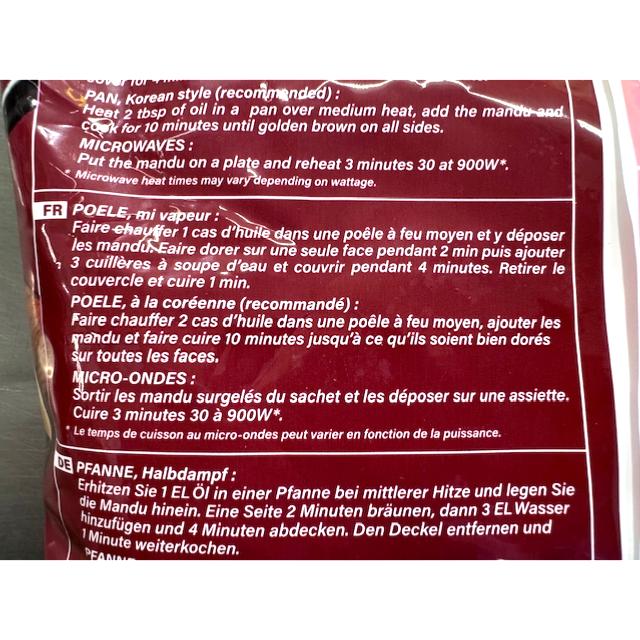 cover for 4 min
PAN, Korean style (recommended) :
Heat 2 tbsp of oil in a pan over medium heat, add the mandu and
cook for 10 minutes until golden brown on all sides.
MICROWAVES :
Put the mandu on a plate and reheat 3 minutes 30 at 900W*.
* Microwave heat times may vary depending on wattage.
FR POELE, mi vapeur :
Faire chauffer 1 cas d'huile dans une poêle à feu moyen et y déposer
les mandu. Faire dorer sur une seule face pendant 2 min puis ajouter
3 cuillères à soupe d'eau et couvrir pendant 4 minutes. Retirer le
couvercle et cuire 1 min.
POELE, à la coréenne (recommandé) :
Faire chauffer 2 cas d'huile dans une poêle à feu moyen, ajouter les
mandu et faire cuire 10 minutes jusqu'à ce qu'ils soient bien dorés
sur toutes les faces.
MICRO-ONDES :
Sortir les mandu surgelés du sachet et les déposer sur une assiette.
Cuire 3 minutes 30 à 900W*.
* Le temps de cuisson au micro-ondes peut varier en fonction de la puissance.
DE PFANNE, Halbdampf :
Erhitzen Sie 1 EL Öl in einer Pfanne bei mittlerer Hitze und legen Sie
die Mandu hinein. Eine Seite 2 Minuten bräunen, dann 3 EL Wasser
hinzufügen und 4 Minuten abdecken. Den Deckel entfernen und
1 Minute weiterkochen.
PFANNE